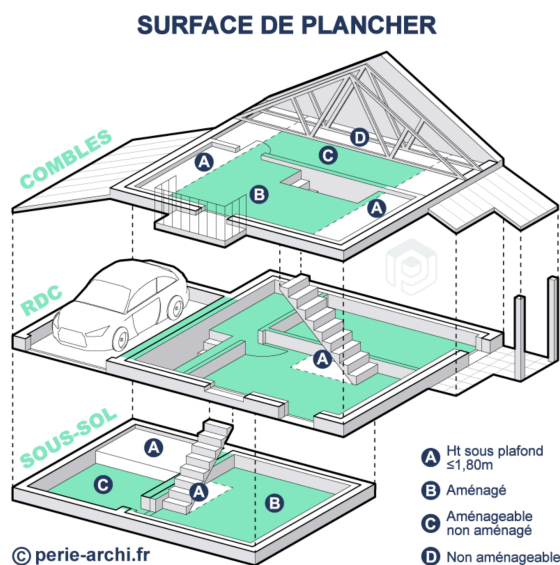 SURFACE DE PLANCHER
COMBLES
A
D
C
B
A
RDC
A
SOUS-SOL
A
C
A
B
A Ht sous plafond
≤1,80m
B Aménagé
C Aménageable
non aménagé
D Non aménageable
© perie-archi.fr